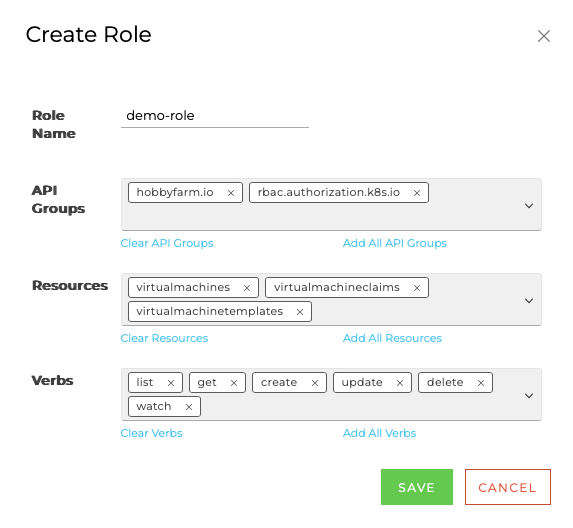 Create Role
Role
Name
demo-role
API
Groups
hobbyfarm.io rbac.authorization.k8s.io
Clear API Groups Add All API Groups
Resources
virtualmachines virtualmachineclaims
virtualmachinetemplates
Clear Resources Add All Resources
Verbs
list get create update delete
watch
Clear Verbs Add All Verbs
SAVE CANCEL